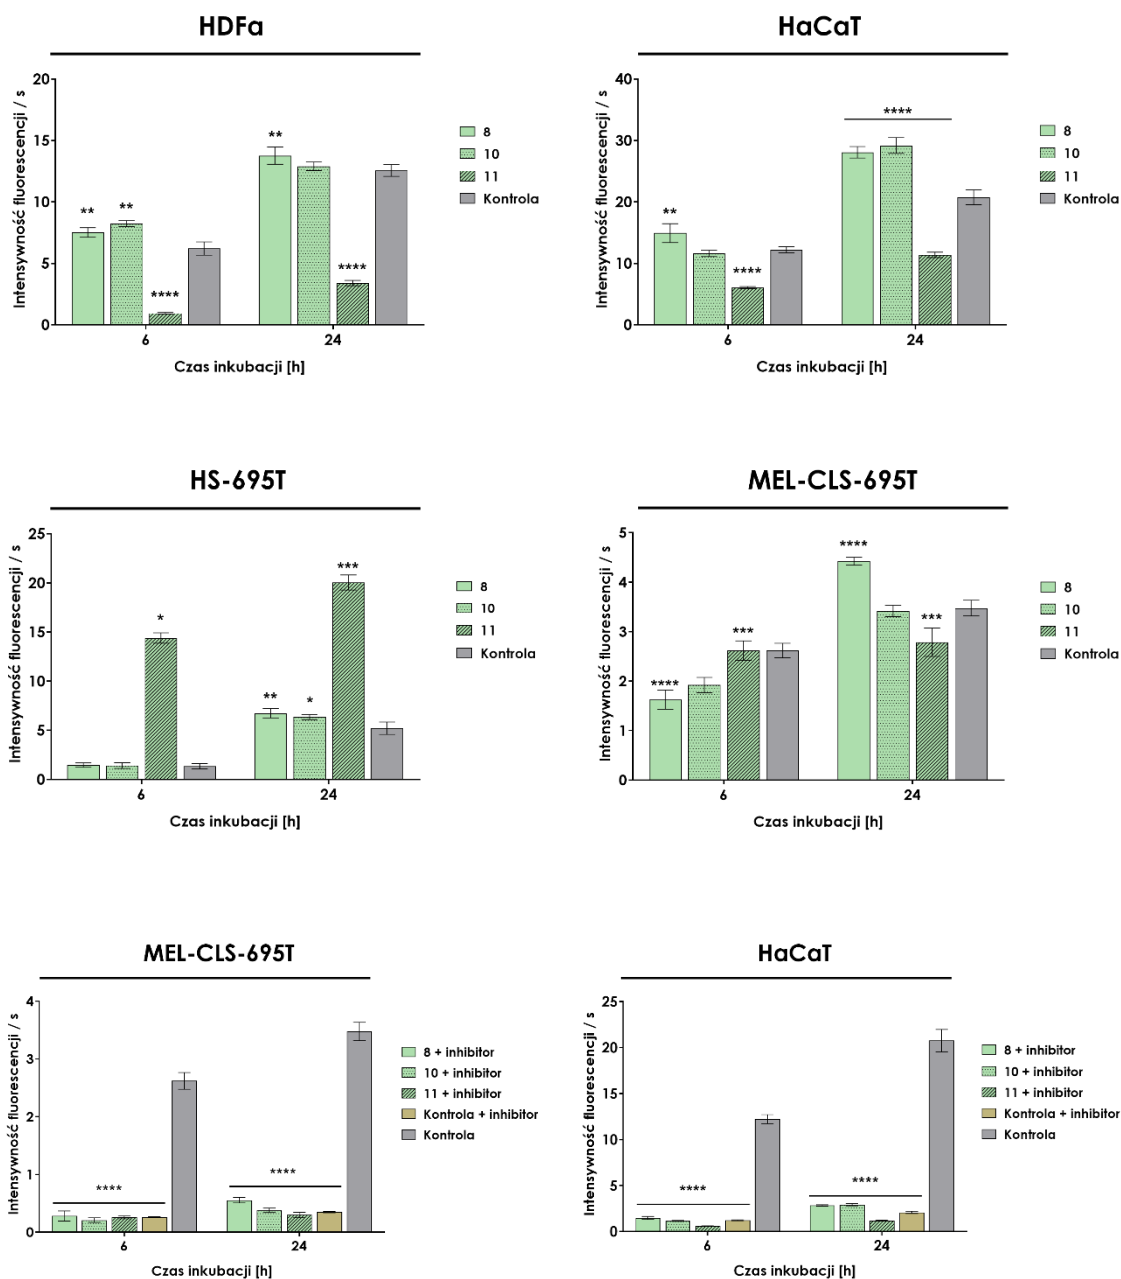 HDFa
Intensywność fluorescencji / s
20
15
10
5
0
**
**
****
**
****
6
24
Czas inkubacji [h]
8
10
11
Kontrola
HaCaT
Intensywność fluorescencji / s
40
30
20
10
0
**
****
****
6
24
Czas inkubacji [h]
8
10
11
Kontrola
HS-695T
Intensywność fluorescencji / s
25
20
15
10
5
0
*
**
*
***
6
24
Czas inkubacji [h]
8
10
11
Kontrola
MEL-CLS-695T
Intensywność fluorescencji / s
5
4
3
2
1
0
****
***
****
***
6
24
Czas inkubacji [h]
8
10
11
Kontrola
MEL-CLS-695T
Intensywność fluorescencji / s
4
3
2
1
0
****
****
6
24
Czas inkubacji [h]
8 + inhibitor
10 + inhibitor
11 + inhibitor
Kontrola + inhibitor
Kontrola
HaCaT
Intensywność fluorescencji / s
25
20
15
10
5
0
****
****
6
24
Czas inkubacji [h]
8 + inhibitor
10 + inhibitor
11 + inhibitor
Kontrola + inhibitor
Kontrola